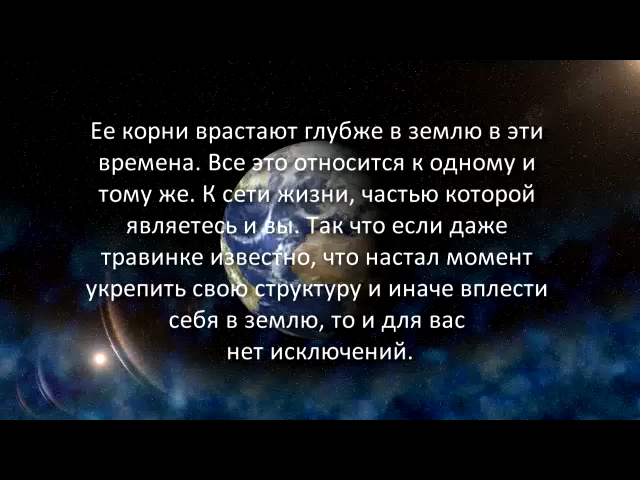 Ее корни врастают глубже в землю в эти
времена. Все это относится к одному и
тому же. К сети жизни, частью которой
являетесь и вы. Так что если даже
травинке известно, что настал момент
укрепить свою структуру и иначе вплести
себя в землю, то и для вас
нет исключений.